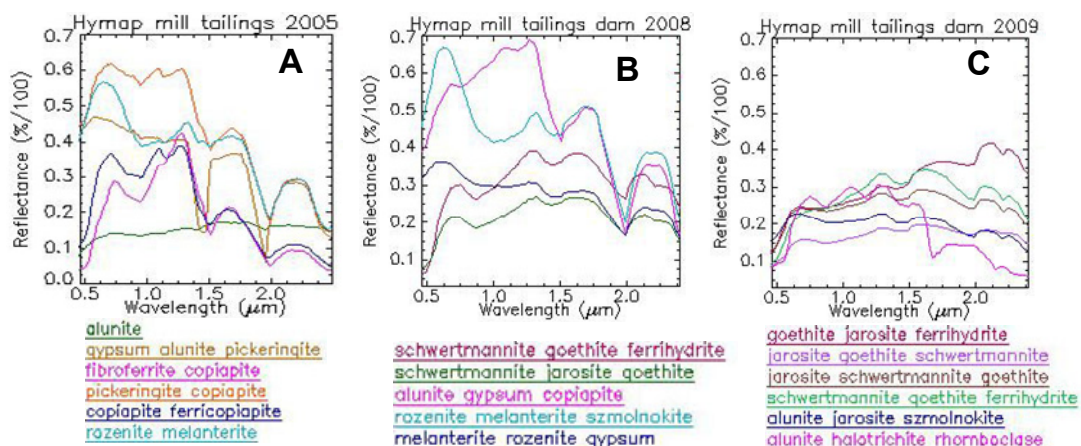 Hymap mill tailings 2005
A
0.7
0.6
0.5
0.4
0.3
0.2
0.1
0.0
Reflectance (%/100)
0.5 1.0 1.5 2.0
Wavelength (μm)
alunite
gypsum alunite pickeringite
fibroferrite copiapite
pickeringite copiapite
copiapite ferricopiapite
rozenite melanterite
Hymap mill tailings dam 2008
B
0.7
0.6
0.5
0.4
0.3
0.2
0.1
Reflectance (%/100)
0.5 1.0 1.5 2.0
Wavelength (μm)
schwertmannite goethite ferrihydrite
schwertmannite jarosite goethite
alunite gypsum copiapite
rozenite melanterite szmolnokite
melanterite rozenite gypsum
Hymap mill tailings dam 2009
C
0.7
0.6
0.5
0.4
0.3
0.2
0.1
Reflectance (%/100)
0.5 1.0 1.5 2.0
Wavelength (μm)
goethite jarosite ferrihydrite
jarosite goethite schwertmannite
jarosite schwertmannite goethite
schwertmannite goethite ferrihydrite
alunite jarosite szmolnokite
alunite halotrichite rhomboclase